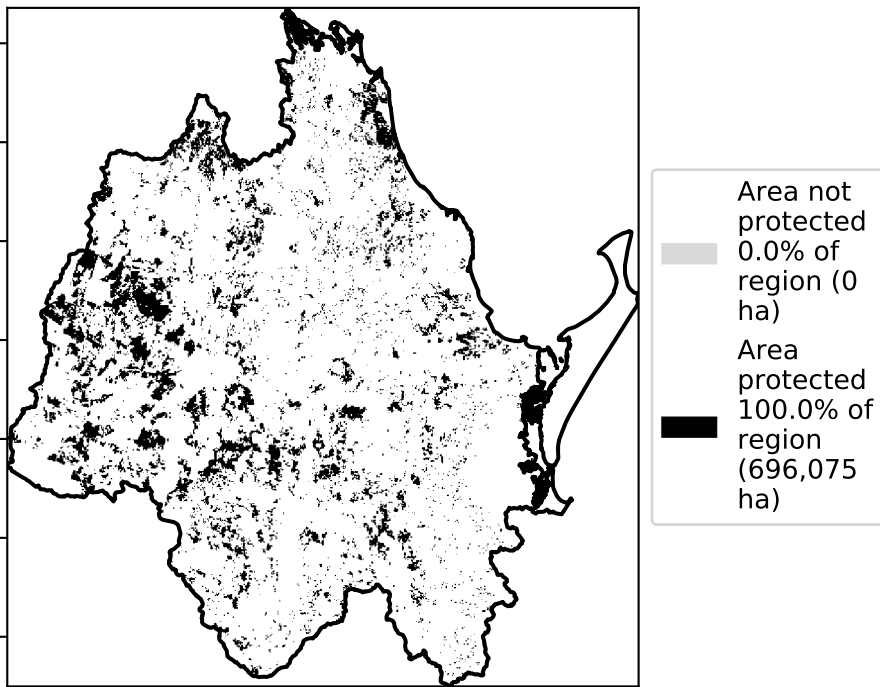 Area not
protected
0.0% of
region (0
ha)
Area
protected
100.0% of
region
(696,075
ha)